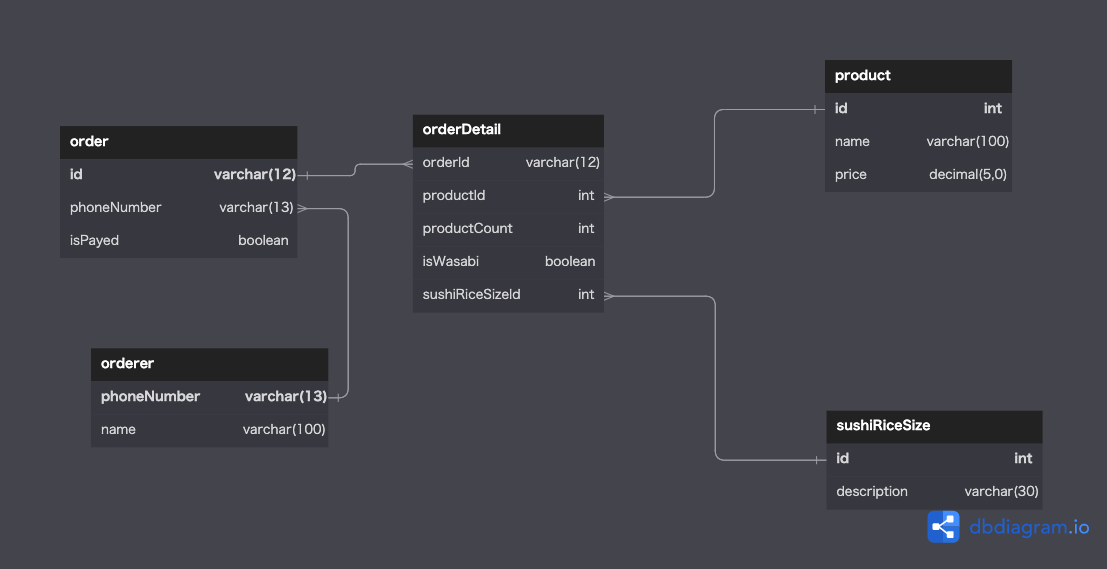 order
id varchar(12)
phoneNumber varchar(13)
isPayed boolean
orderer
phoneNumber varchar(13)
name varchar(100)
orderDetail
orderId varchar(12)
productId int
productCount int
isWasabi boolean
sushiRiceSizeId int
product
id int
name varchar(100)
price decimal(5,0)
sushiRiceSize
id int
description varchar(30)
dbdiagram.io